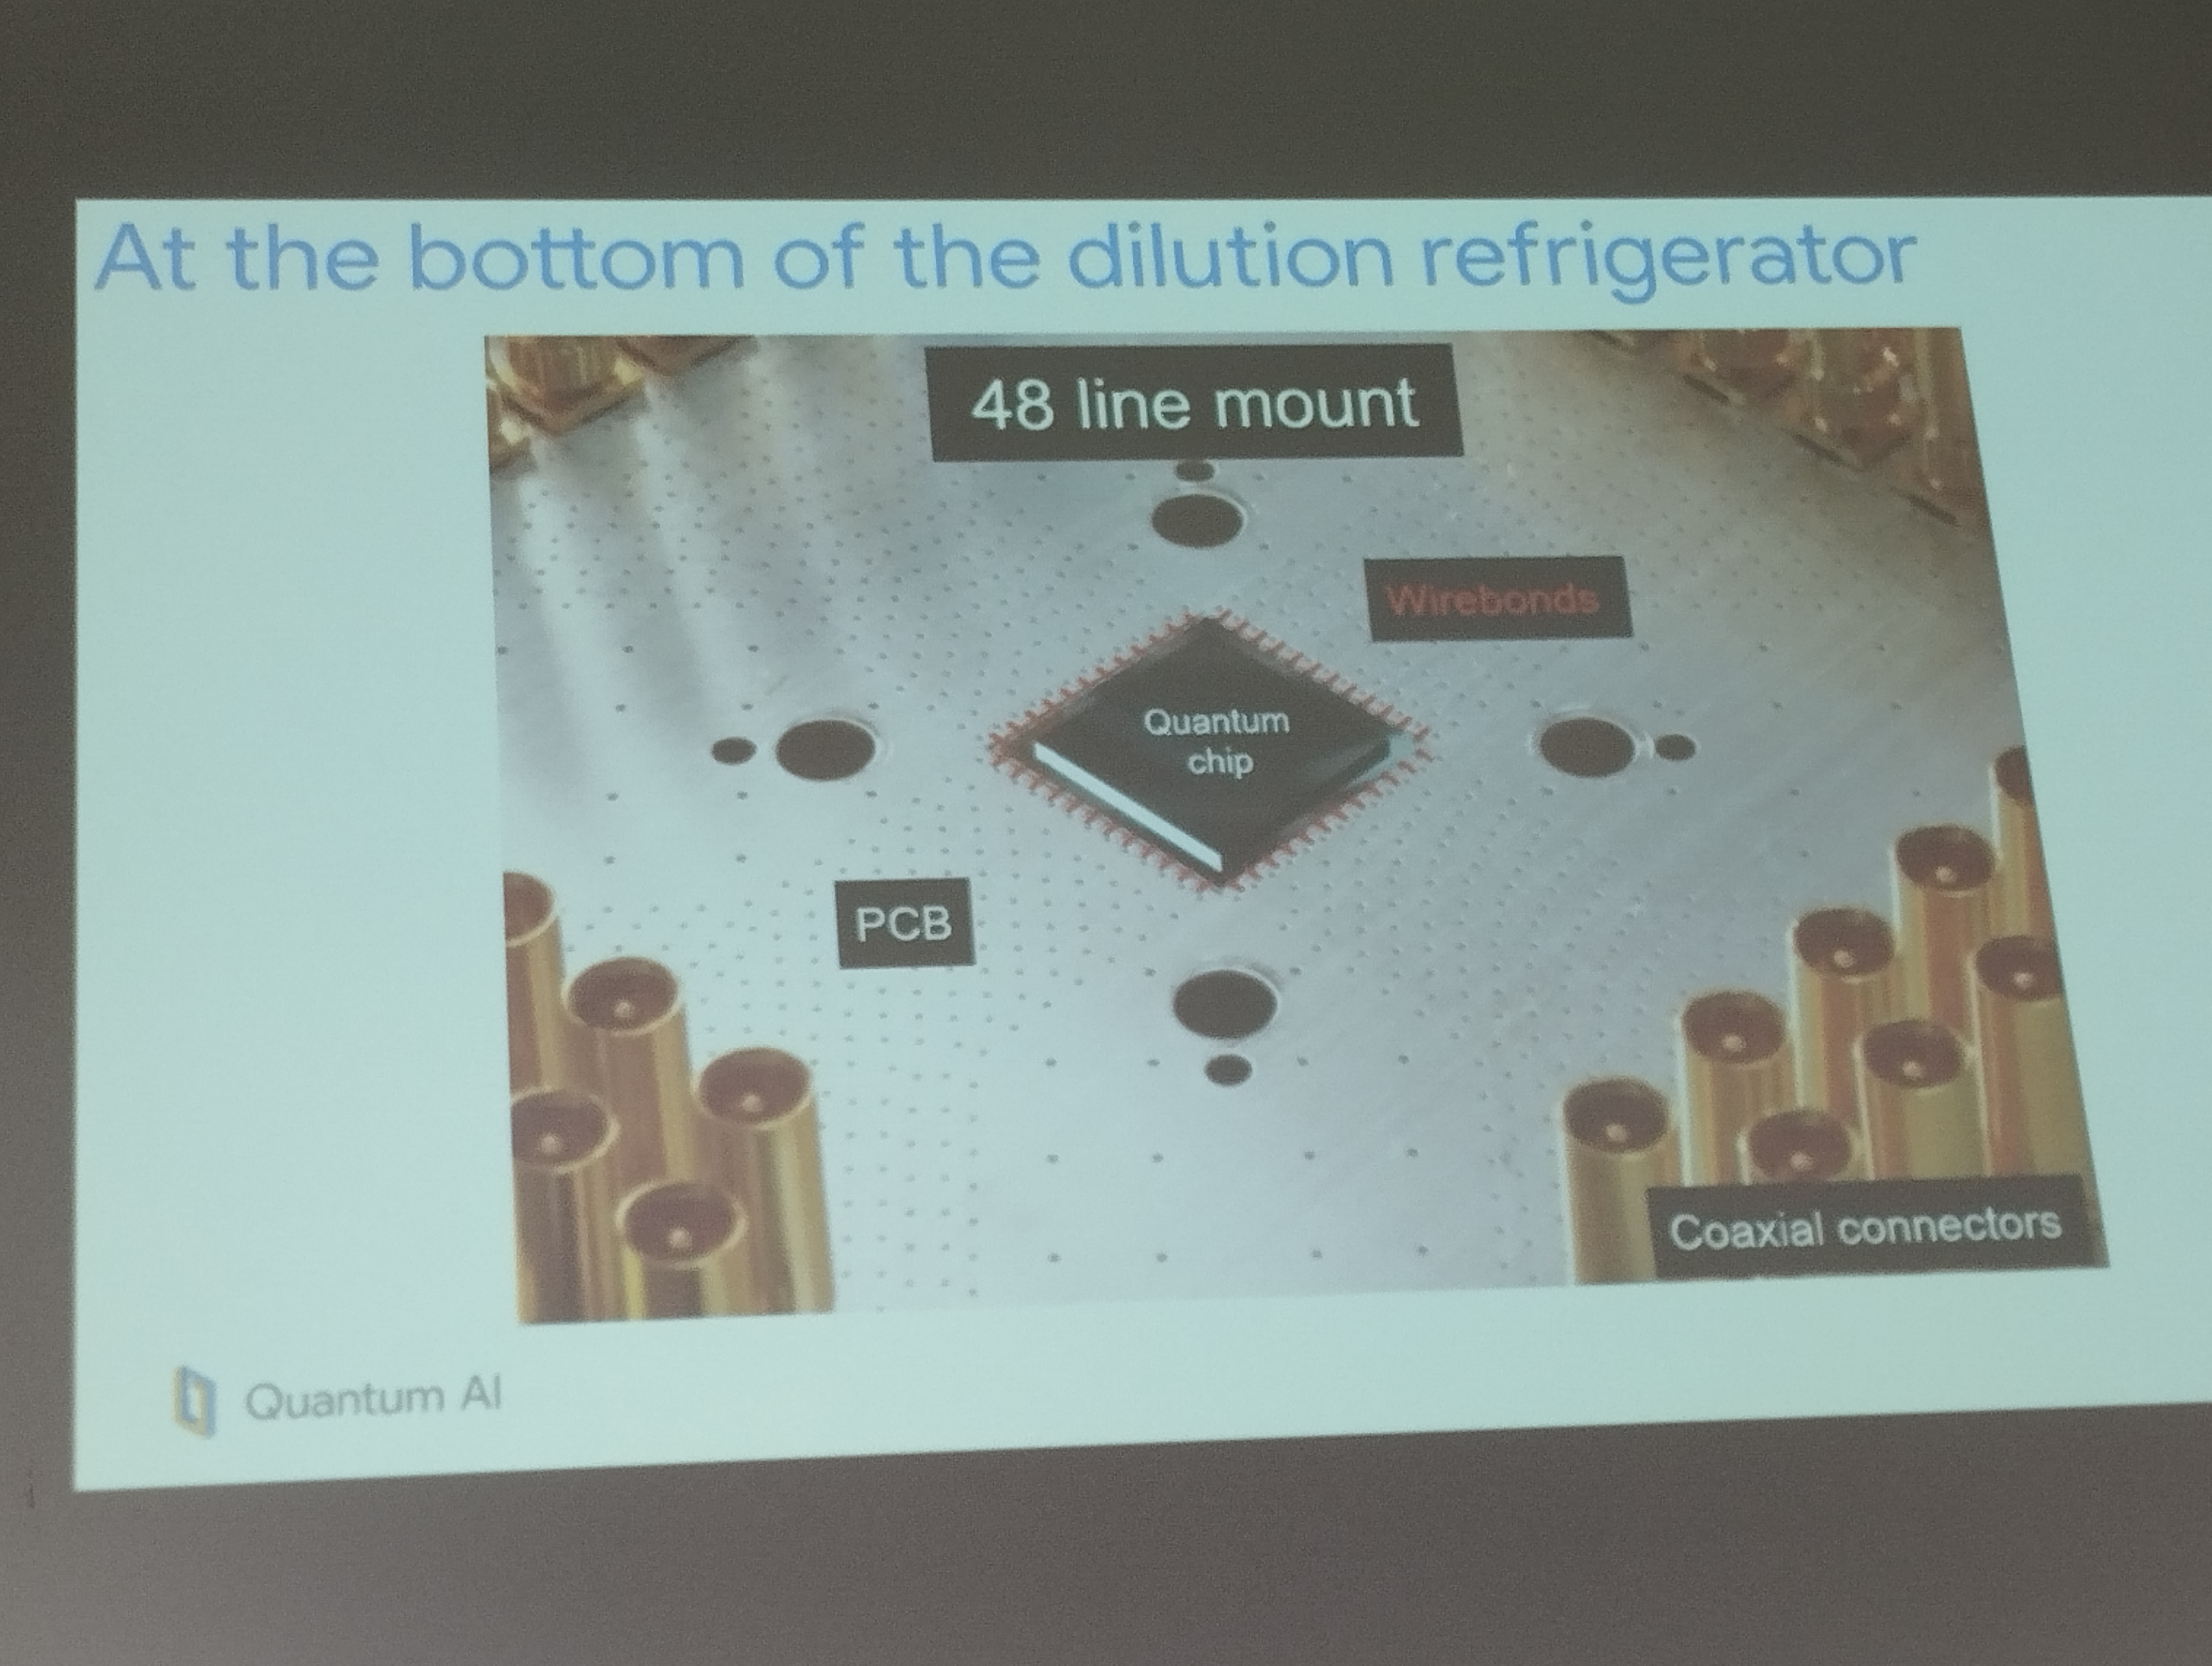 At the bottom of the dilution refrigerator
48 line mount
Wirebonds
Quantum
chip
PCB
Coaxial connectors
Quantum AI